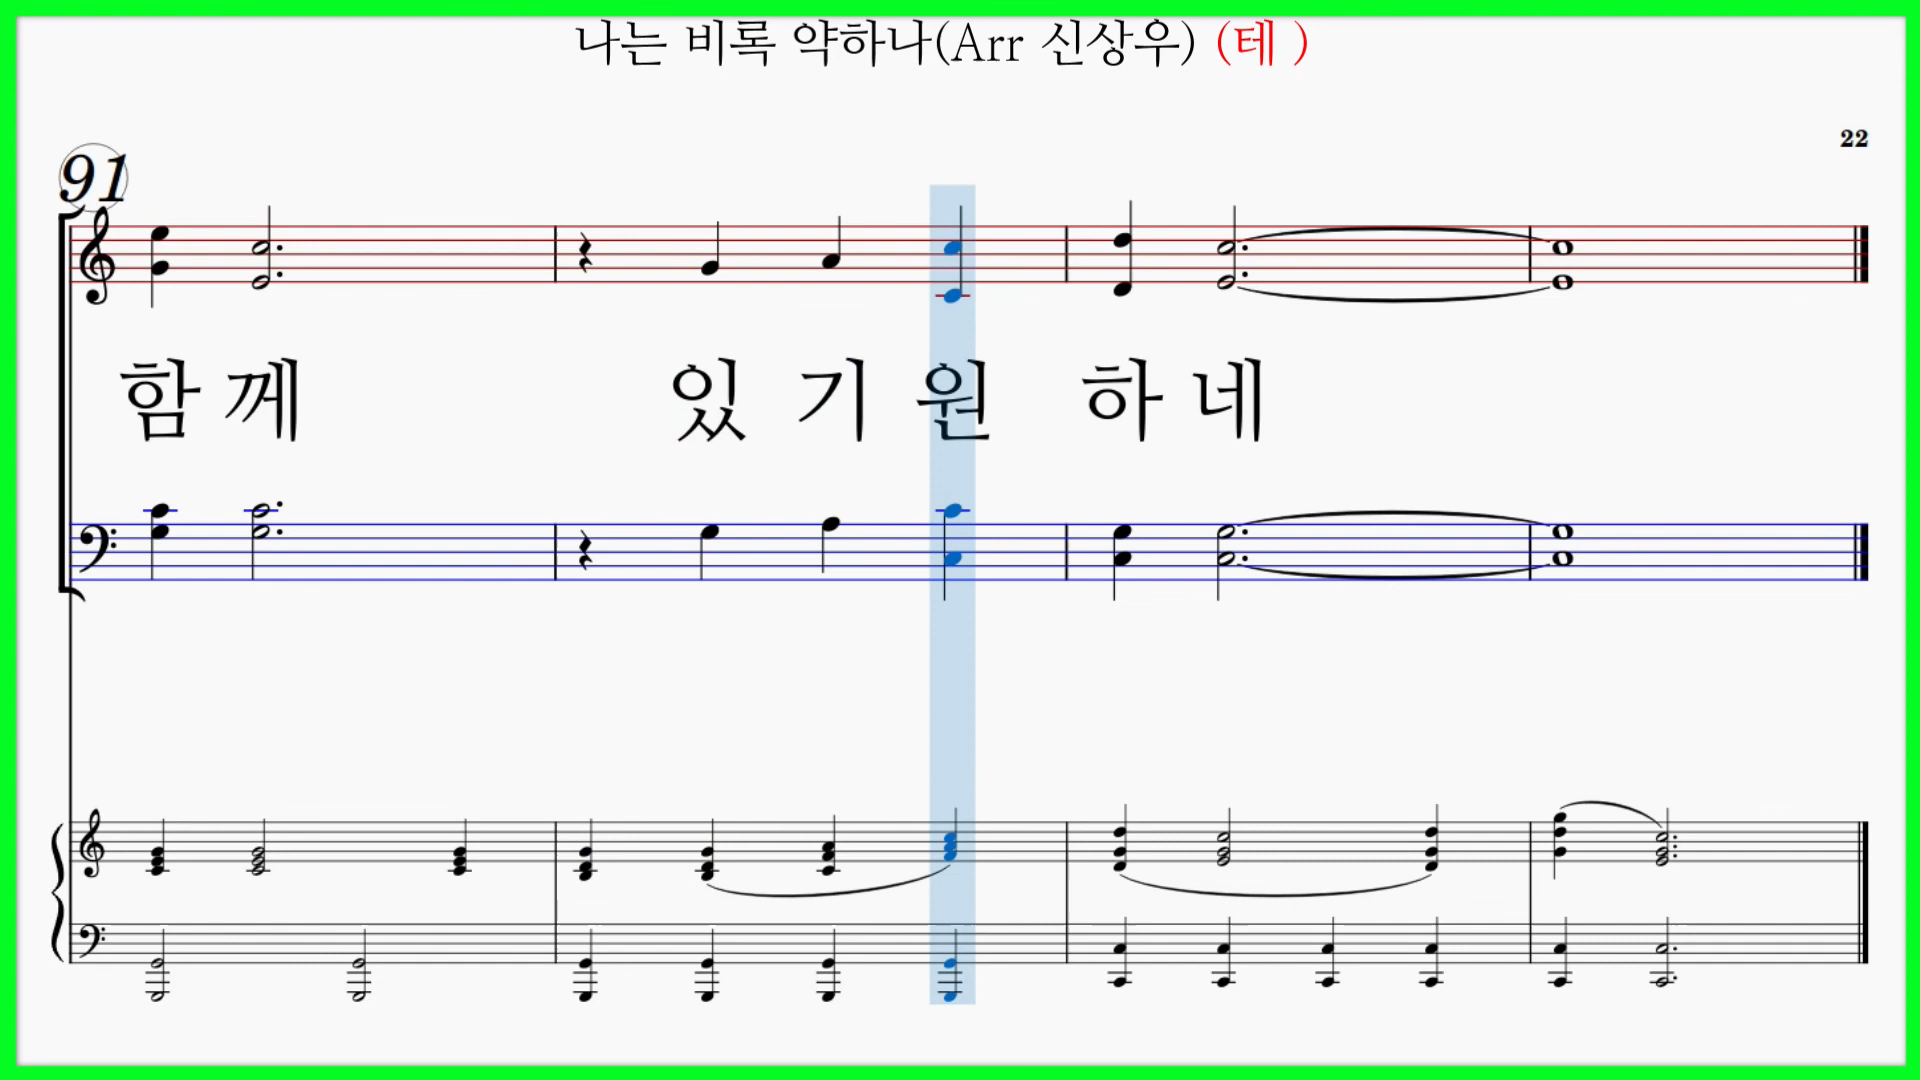 나는 비록 약하나(Arr 신상우) (테 )
22
91
함 께 있 기 원 하 네